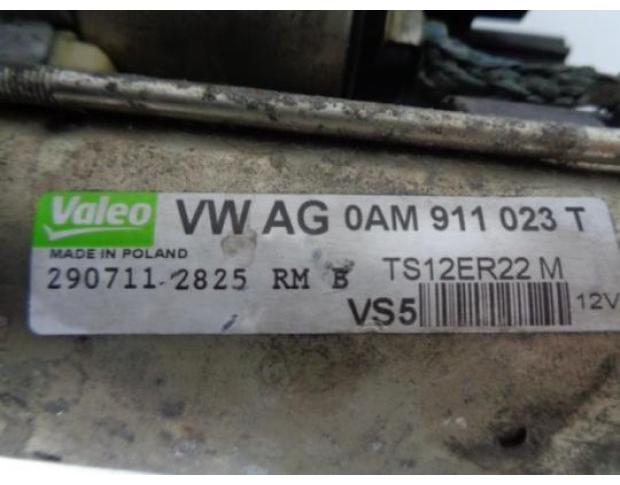 Valeo VW AG 0AM 911 023 T
MADE IN POLAND
290711-2825 RM B TS12ER22 M
VS5 12V